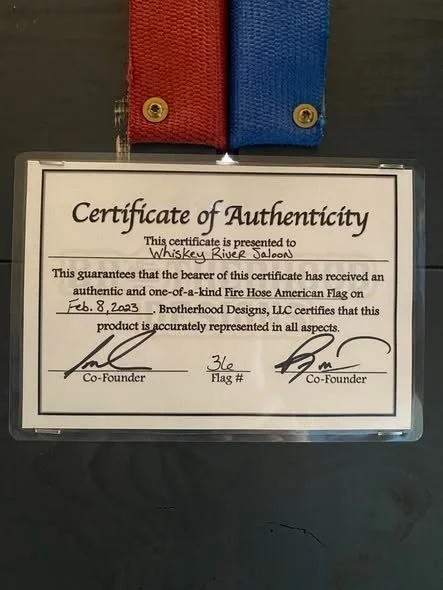 Certificate of Authenticity
This certificate is presented to
Whiskey River Saloon
This guarantees that the bearer of this certificate has received an
authentic and one-of-a-kind Fire Hose American Flag on
Feb. 8, 2023. Brotherhood Designs, LLC certifies that this
product is accurately represented in all aspects.
36
Co-Founder Flag # Co-Founder